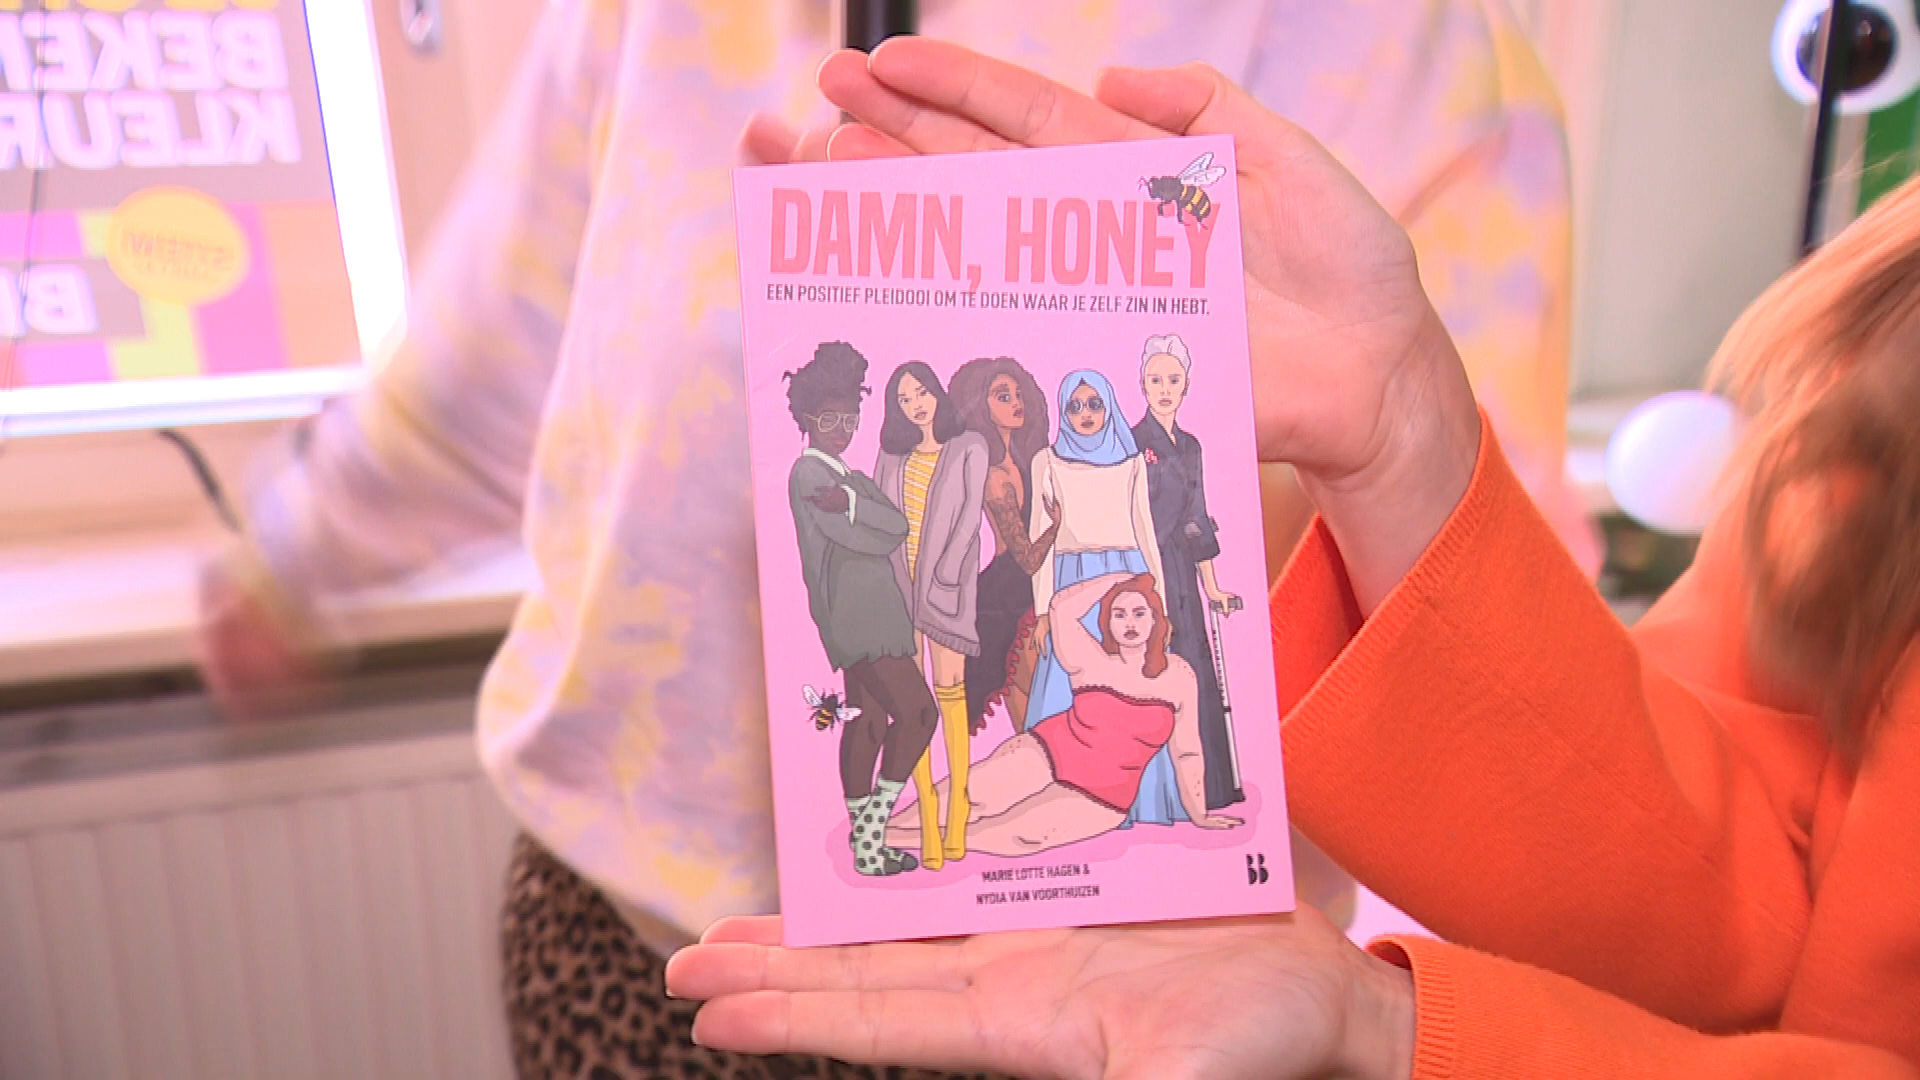 BEKEN
KLEUR
DAMN, HONEY
EEN POSITIEF PLEIDOOI OM TE DOEN WAAR JE ZELF ZIN IN HEBT.
MARIE LOTTE HAGEN &
NYDIA VAN VOORTHUIZEN
BB